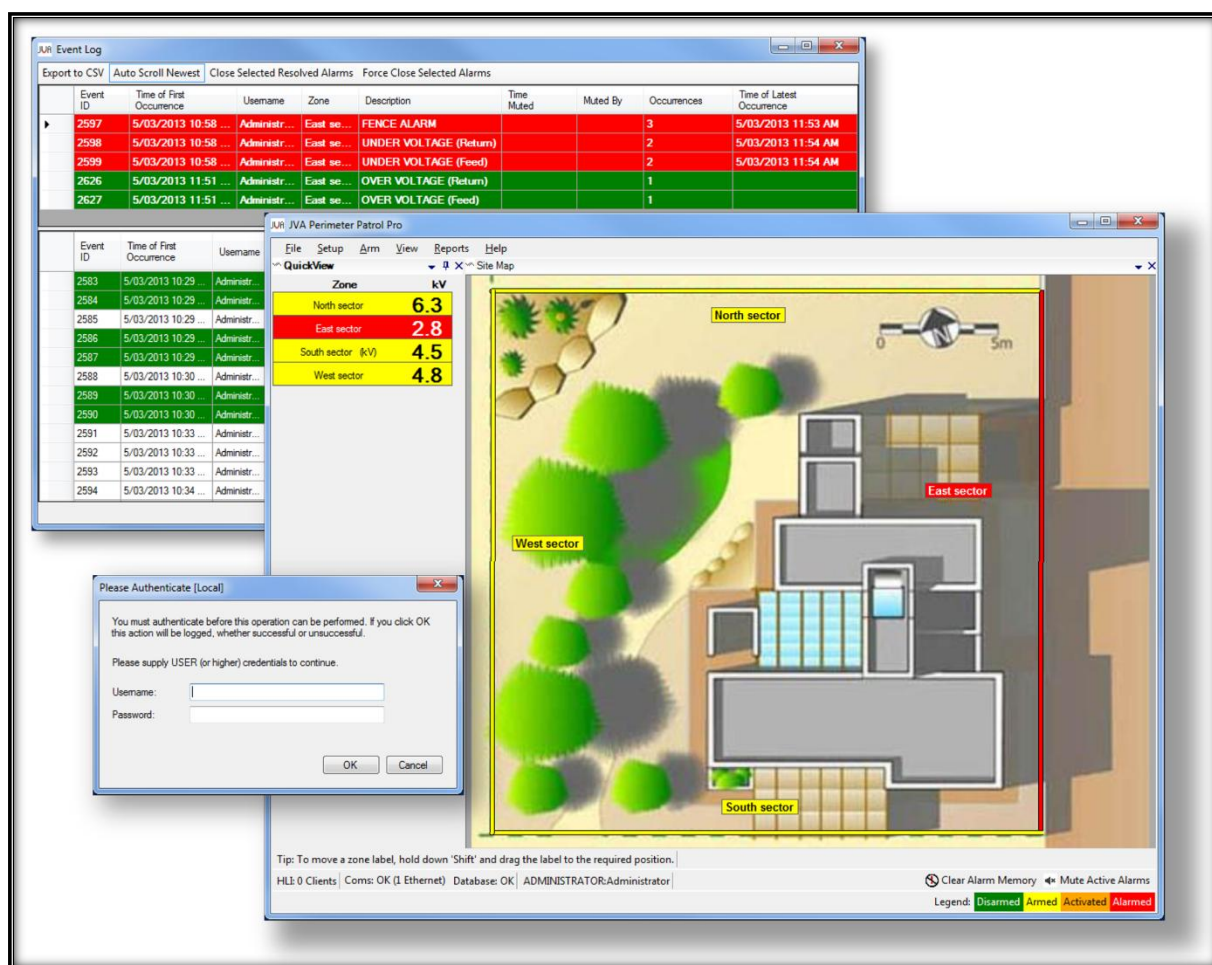 JVA Event Log
Export to CSV Auto Scroll Newest Close Selected Resolved Alarms Force Close Selected Alarms
Event ID Time of First Occurrence Username Zone Description Time Muted Muted By Occurrences Time of Latest Occurrence
2597 5/03/2013 10:58 ... Administr... East se... FENCE ALARM 3 5/03/2013 11:53 AM
2598 5/03/2013 10:58 ... Administr... East se... UNDER VOLTAGE (Return) 2 5/03/2013 11:54 AM
2599 5/03/2013 10:58 ... Administr... East se... UNDER VOLTAGE (Feed) 2 5/03/2013 11:54 AM
2626 5/03/2013 11:51 ... Administr... East se... OVER VOLTAGE (Return) 1
2627 5/03/2013 11:51 ... Administr... East se... OVER VOLTAGE (Feed) 1
Event ID Time of First Occurrence Username
2583 5/03/2013 10:29 ... Administr...
2584 5/03/2013 10:29 ... Administr...
2585 5/03/2013 10:29 ... Administr...
2586 5/03/2013 10:29 ... Administr...
2587 5/03/2013 10:29 ... Administr...
2588 5/03/2013 10:30 ... Administr...
2589 5/03/2013 10:30 ... Administr...
2590 5/03/2013 10:30 ... Administr...
2591 5/03/2013 10:33 ... Administr...
2592 5/03/2013 10:33 ... Administr...
2593 5/03/2013 10:33 ... Administr...
2594 5/03/2013 10:34 ... Administr...
JVA JVA Perimeter Patrol Pro
File Setup Arm View Reports Help
QuickView
Zone kV
North sector 6.3
East sector 2.8
South sector (kV) 4.5
West sector 4.8
Site Map
North sector
0 5m
East sector
West sector
South sector
Tip: To move a zone label, hold down 'Shift' and drag the label to the required position.
HLI: 0 Clients Coms: OK (1 Ethernet) Database: OK ADMINISTRATOR:Administrator Clear Alarm Memory Mute Active Alarms
Legend: Disarmed Armed Activated Alarmed
Please Authenticate [Local]
You must authenticate before this operation can be performed. If you click OK
this action will be logged, whether successful or unsuccessful.
Please supply USER (or higher) credentials to continue.
Username:
Password:
OK Cancel